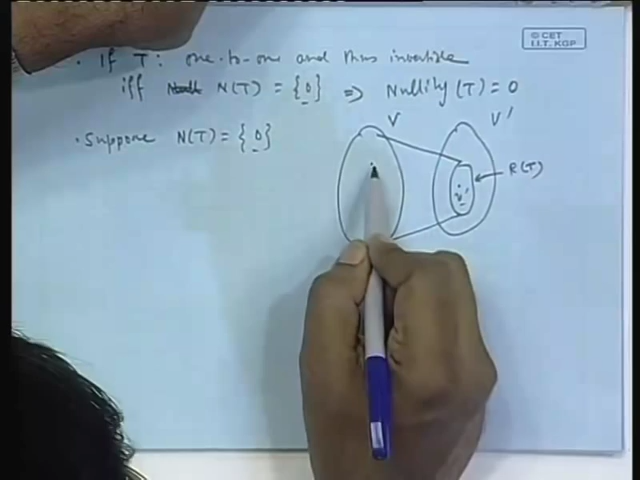 © CET
I.I.T. KGP
· If T: one-to-one and thus invertible
iff N(T) = {0} => Nullity (T) = 0
· Suppose N(T) = {0}
V
V'
R(T)
v'